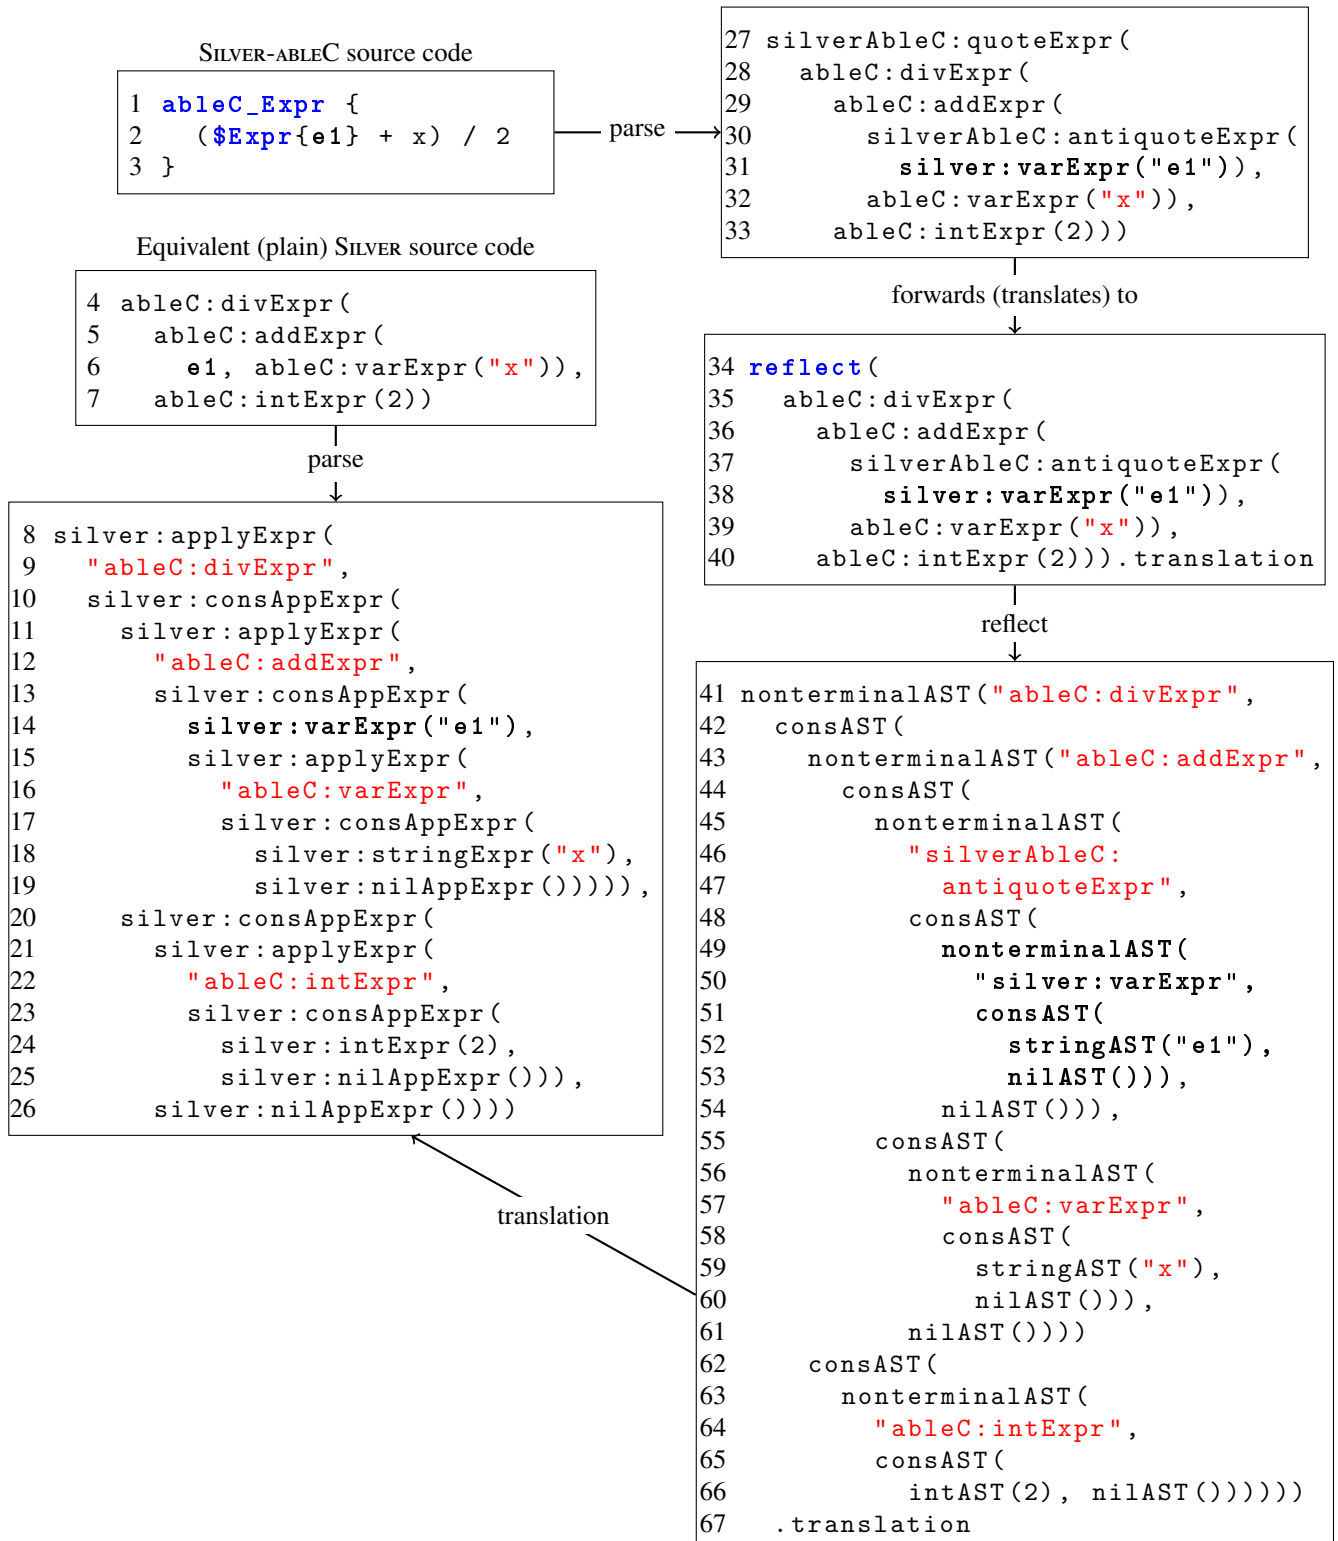 SILVER-ABLEC source code
1 ableC_Expr {
2   ($Expr{e1} + x) / 2
3 }
parse
Equivalent (plain) SILVER source code
4 ableC:divExpr(
5   ableC:addExpr(
6     e1, ableC:varExpr("x")),
7   ableC:intExpr(2))
parse
8 silver:applyExpr(
9   "ableC:divExpr",
10   silver:consAppExpr(
11     silver:applyExpr(
12       "ableC:addExpr",
13       silver:consAppExpr(
14         silver:varExpr("e1"),
15         silver:applyExpr(
16           "ableC:varExpr",
17           silver:consAppExpr(
18             silver:stringExpr("x"),
19             silver:nilAppExpr())))),
20     silver:consAppExpr(
21       silver:applyExpr(
22         "ableC:intExpr",
23         silver:consAppExpr(
24           silver:intExpr(2),
25           silver:nilAppExpr())),
26       silver:nilAppExpr())))
27 silverAbleC:quoteExpr(
28   ableC:divExpr(
29     ableC:addExpr(
30       silverAbleC:antiquoteExpr(
31         silver:varExpr("e1")),
32       ableC:varExpr("x")),
33     ableC:intExpr(2)))
forwards (translates) to
34 reflect(
35   ableC:divExpr(
36     ableC:addExpr(
37       silverAbleC:antiquoteExpr(
38         silver:varExpr("e1")),
39       ableC:varExpr("x")),
40     ableC:intExpr(2))).translation
reflect
41 nonterminalAST("ableC:divExpr",
42   consAST(
43     nonterminalAST("ableC:addExpr",
44       consAST(
45         nonterminalAST(
46           "silverAbleC:
47             antiquoteExpr",
48           consAST(
49             nonterminalAST(
50               "silver:varExpr",
51               consAST(
52                 stringAST("e1"),
53                 nilAST())),
54             nilAST())),
55         consAST(
56           nonterminalAST(
57             "ableC:varExpr",
58             consAST(
59               stringAST("x"),
60               nilAST())),
61           nilAST())))
62     consAST(
63       nonterminalAST(
64         "ableC:intExpr",
65         consAST(
66           intAST(2), nilAST())))))
67   .translation
translation